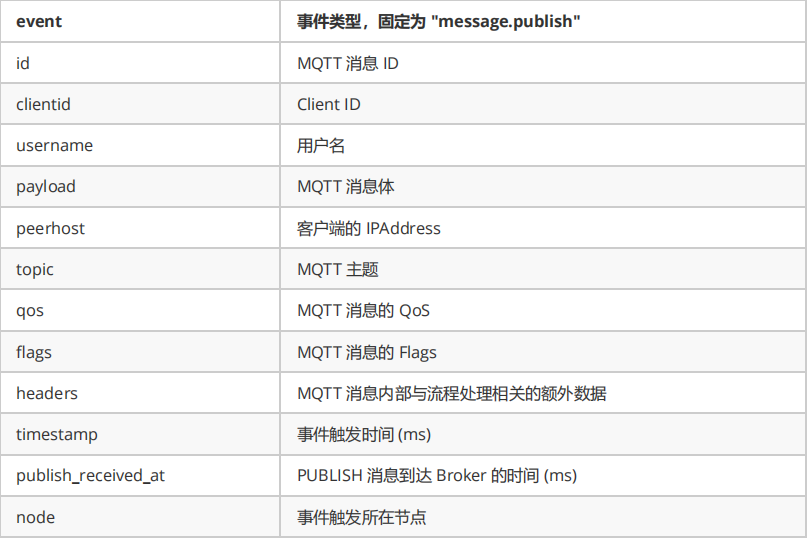 event 事件类型，固定为 "message.publish"
id MQTT 消息 ID
clientid Client ID
username 用户名
payload MQTT 消息体
peerhost 客户端的 IPAddress
topic MQTT 主题
qos MQTT 消息的 QoS
flags MQTT 消息的 Flags
headers MQTT 消息内部与流程处理相关的额外数据
timestamp 事件触发时间 (ms)
publish_received_at PUBLISH 消息到达 Broker 的时间 (ms)
node 事件触发所在节点